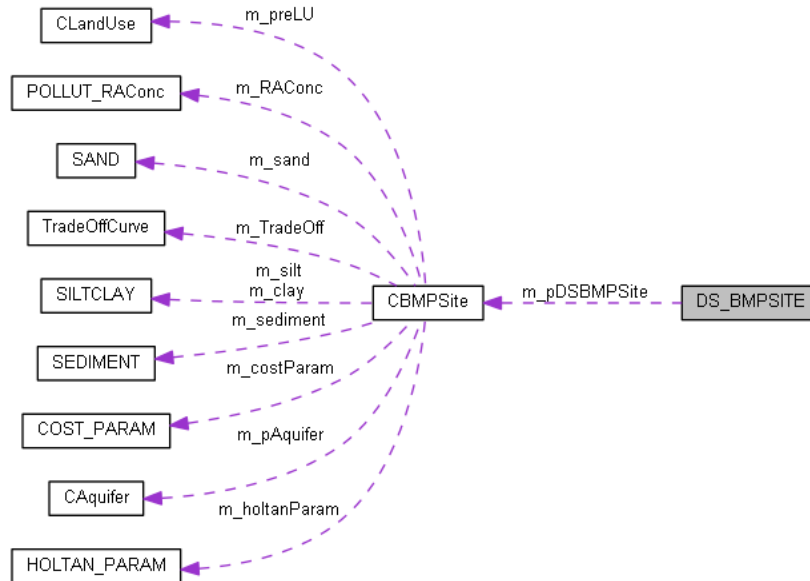 CLandUse
m_preLU
POLLUT_RAConc
m_RAConc
SAND
m_sand
TradeOffCurve
m_TradeOff
SILTCLAY
m_silt
m_clay
CBMPSite
m_pDSBMPSite
DS_BMPSITE
m_sediment
SEDIMENT
m_costParam
COST_PARAM
m_pAquifer
CAquifer
m_holtanParam
HOLTAN_PARAM